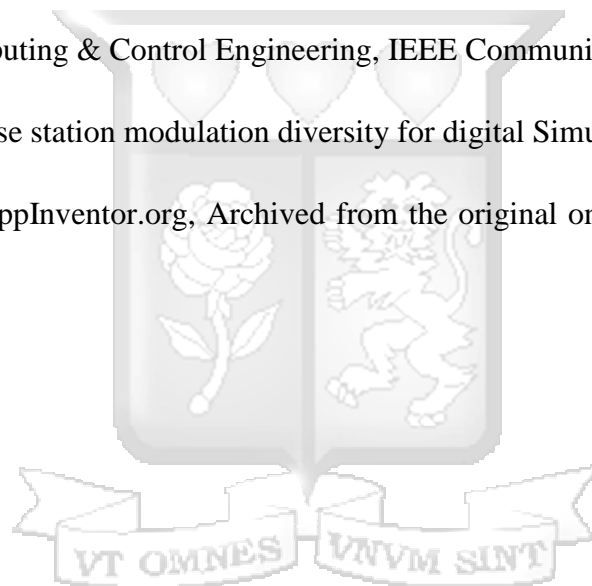 outing & Control Engineering, IEEE Communi
se station modulation diversity for digital Simu
ppInventor.org, Archived from the original on
VT OMNES VNVM SINT